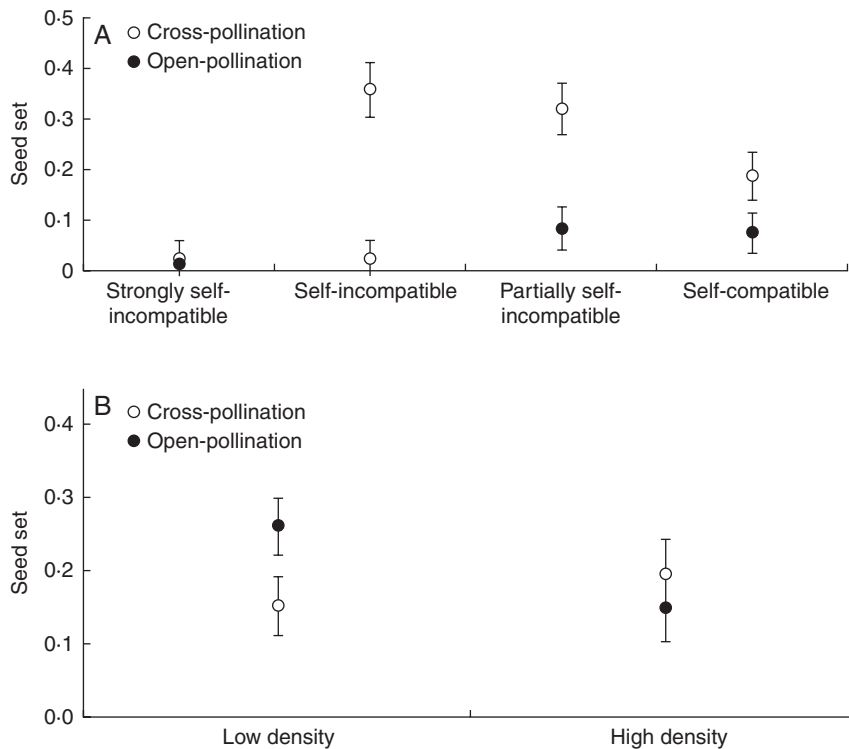 A
Cross-pollination
Open-pollination
Seed set
0·5
0·4
0·3
0·2
0·1
0
Strongly self-
incompatible
Self-incompatible
Partially self-
incompatible
Self-compatible
B
Cross-pollination
Open-pollination
Seed set
0·4
0·3
0·2
0·1
0·0
Low density
High density